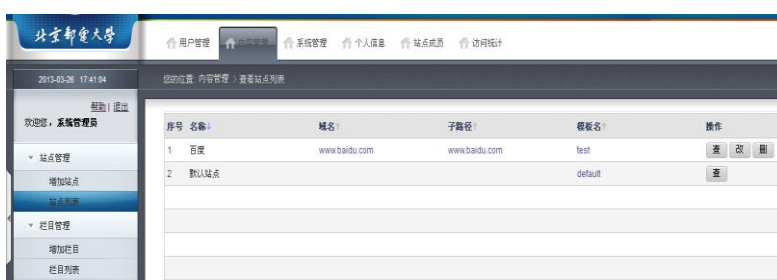 北京邮电大学
用户管理 内容管理 系统管理 个人信息 站点成员 访问统计
2013-03-26 17:41:04
您的位置: 内容管理 > 查看站点列表
帮助 | 退出
欢迎您,系统管理员
序号 名称↓ 域名↑ 子路径↑ 模板名↑ 操作
1 百度 www.baidu.com www.baidu.com test 查 改 删
2 默认站点 default 查
站点管理
增加站点
站点列表
栏目管理
增加栏目
栏目列表